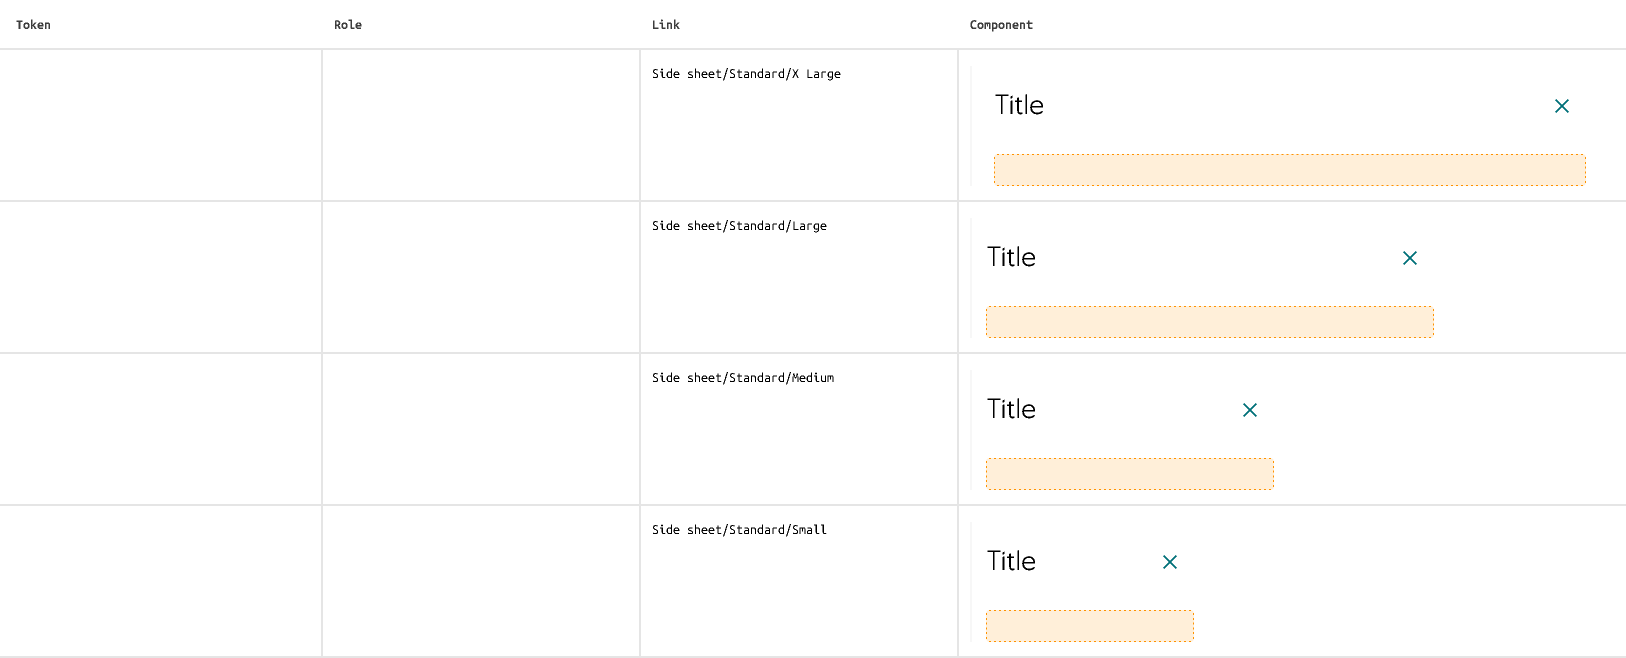 Token Role Link Component
Side sheet/Standard/X Large
Title
Side sheet/Standard/Large
Title
Side sheet/Standard/Medium
Title
Side sheet/Standard/Small
Title